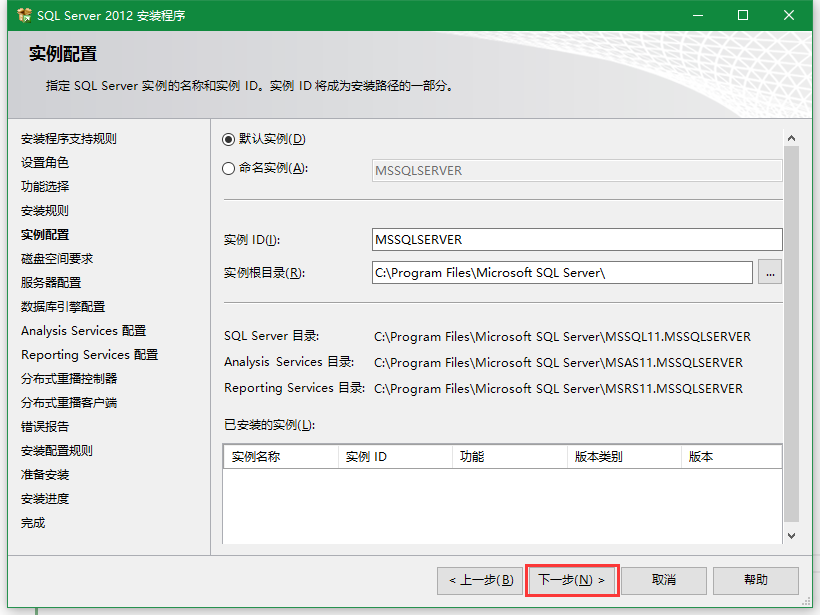 SQL Server 2012 安装程序
实例配置
指定 SQL Server 实例的名称和实例 ID。实例 ID 将成为安装路径的一部分。
安装程序支持规则
设置角色
功能选择
安装规则
实例配置
磁盘空间要求
服务器配置
数据库引擎配置
Analysis Services 配置
Reporting Services 配置
分布式重播控制器
分布式重播客户端
错误报告
安装配置规则
准备安装
安装进度
完成
默认实例(D)
命名实例(A): MSSQLSERVER
实例 ID(I): MSSQLSERVER
实例根目录(R): C:\Program Files\Microsoft SQL Server\ ...
SQL Server 目录: C:\Program Files\Microsoft SQL Server\MSSQL11.MSSQLSERVER
Analysis Services 目录: C:\Program Files\Microsoft SQL Server\MSAS11.MSSQLSERVER
Reporting Services 目录: C:\Program Files\Microsoft SQL Server\MSRS11.MSSQLSERVER
已安装的实例(L):
实例名称 实例 ID 功能 版本类别 版本
< 上一步(B) 下一步(N) > 取消 帮助